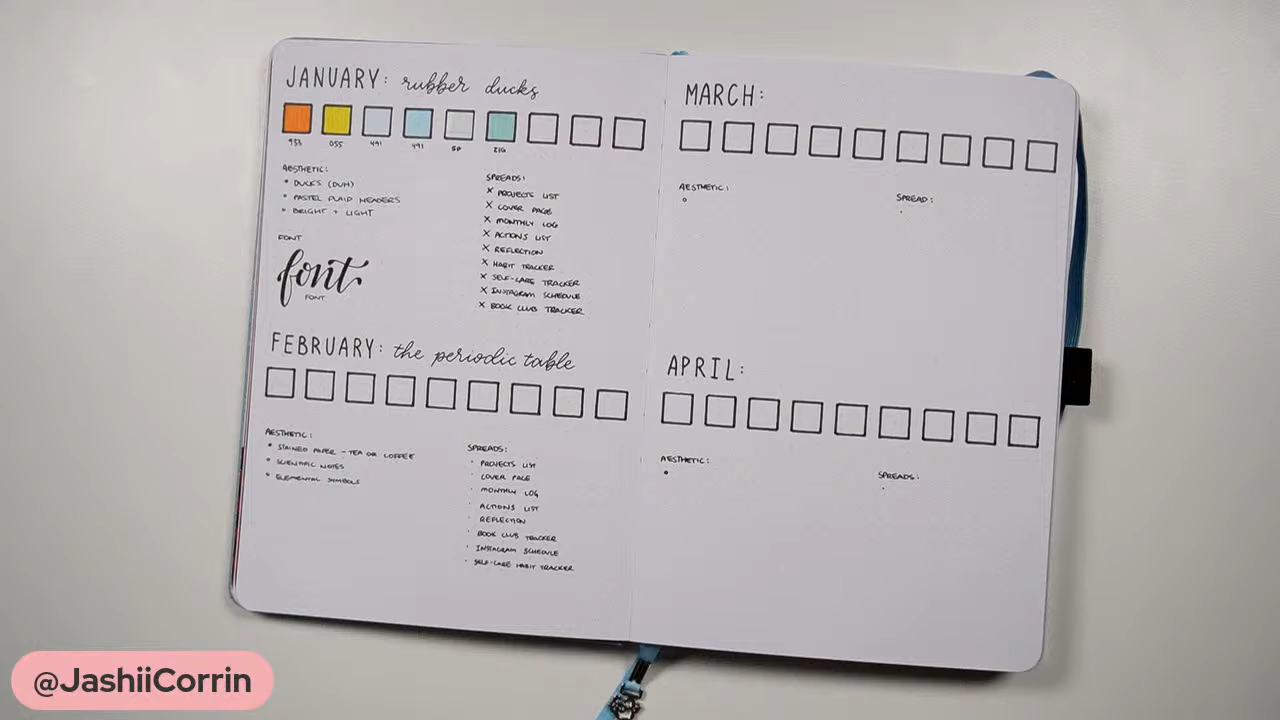 JANUARY: rubber ducks
933 055 491 491 SP ZIG
AESTHETIC:
• DUCKS (DUH)
• PASTEL PLAID HEADERS
• BRIGHT + LIGHT
FONT
font
FONT
SPREADS:
X PROJECTS LIST
X COVER PAGE
X MONTHLY LOG
X ACTIONS LIST
X REFLECTION
X HABIT TRACKER
X SELF-CARE TRACKER
X INSTAGRAM SCHEDULE
X BOOK CLUB TRACKER
FEBRUARY: the periodic table
AESTHETIC:
• STAINED PAPER - TEA OR COFFEE
• SCIENTIFIC NOTES
• ELEMENTAL SYMBOLS
SPREADS:
· PROJECTS LIST
· COVER PAGE
· MONTHLY LOG
· ACTIONS LIST
· REFLECTION
· BOOK CLUB TRACKER
· INSTAGRAM SCHEDULE
· SELF-CARE HABIT TRACKER
MARCH:
AESTHETIC:
SPREAD:
APRIL:
AESTHETIC:
SPREADS:
@JashiiCorrin